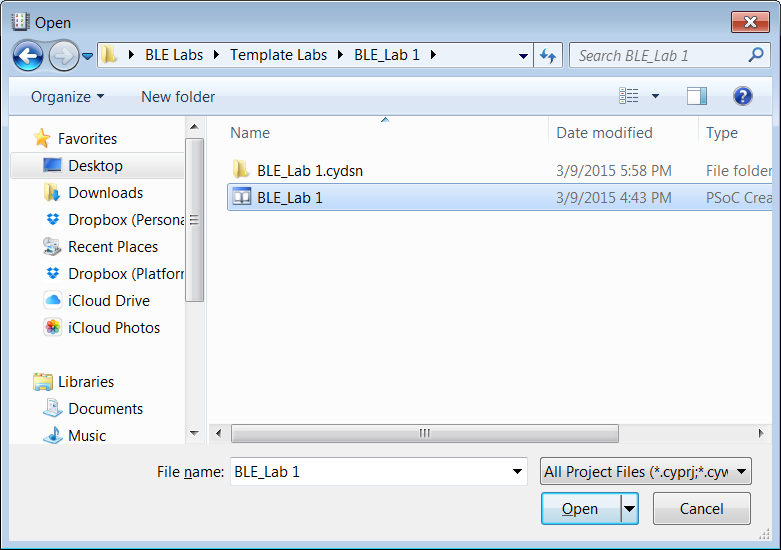 Open
BLE Labs Template Labs BLE_Lab 1 Search BLE_Lab 1
Organize New folder ?
Name Date modified Type
Favorites
Desktop
Downloads
Dropbox (Persona
Recent Places
Dropbox (Platforn
iCloud Drive
iCloud Photos
Libraries
Documents
Music
BLE_Lab 1.cydsn 3/9/2015 5:58 PM File folder
BLE_Lab 1 3/9/2015 4:43 PM PSoC Crea
File name: BLE_Lab 1 All Project Files (*.cyprj;*.cyw
Open Cancel